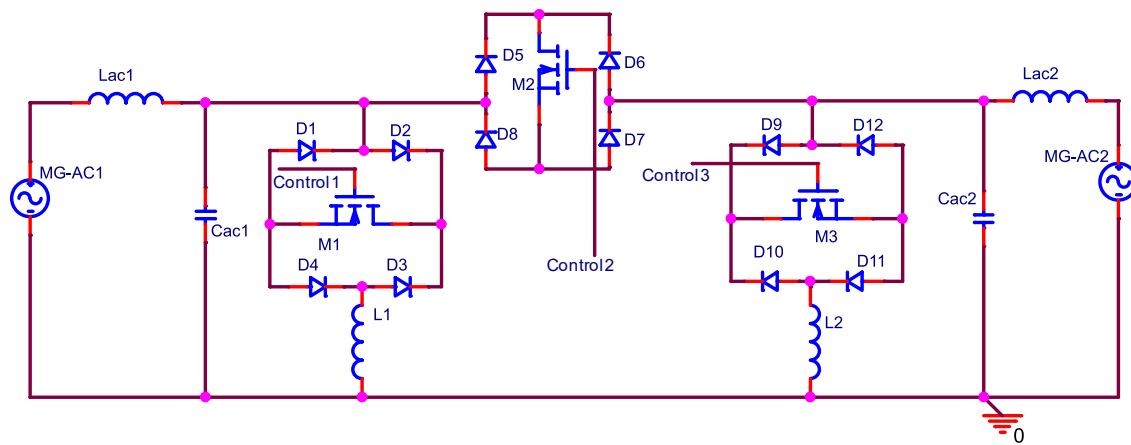 Lac1
D5
M2
D6
Lac2
D8
D7
D1
D2
D9
D12
MG-AC1
Control1
Control3
MG-AC2
Cac1
M1
M3
Cac2
D4
D3
Control2
D10
D11
L1
L2
0